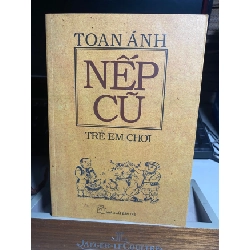 TOAN ÁNH
NẾP
CŨ
TRẺ EM CHƠI